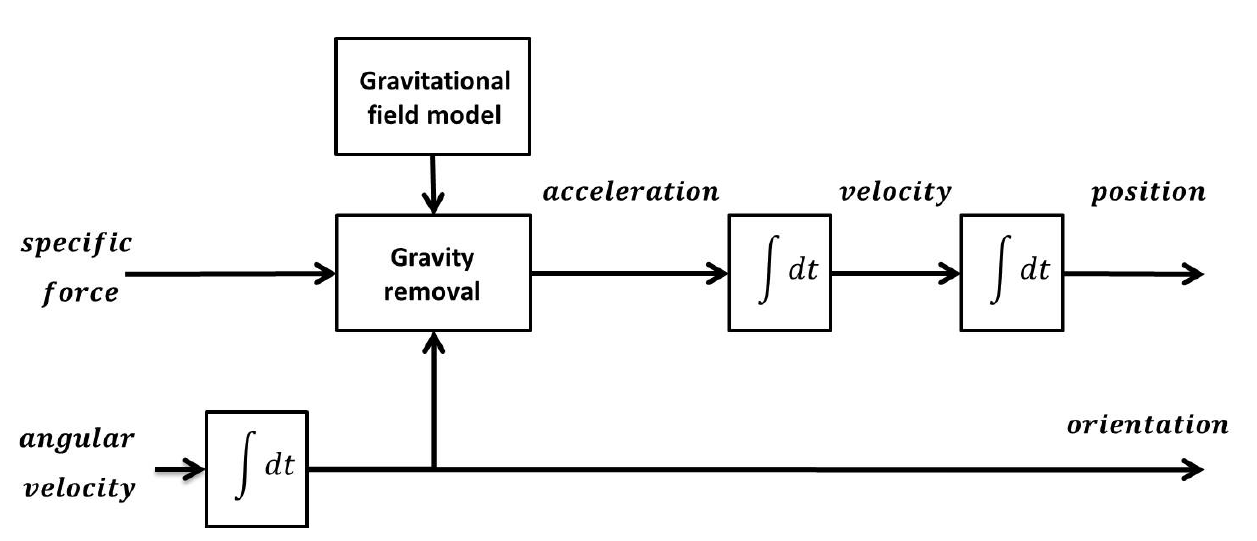 Gravitational
field model
acceleration
velocity
position
specific
force
Gravity
removal
∫ dt
∫ dt
orientation
angular
velocity
∫ dt